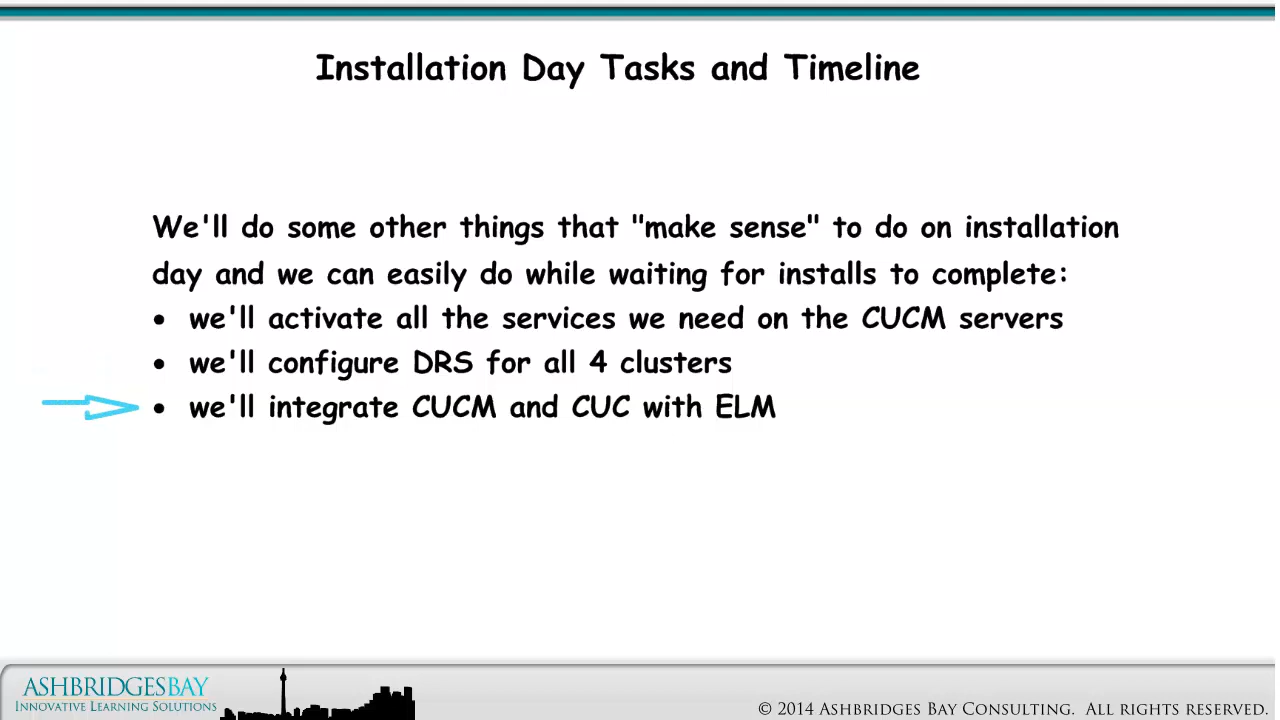 Installation Day Tasks and Timeline
We'll do some other things that "make sense" to do on installation
day and we can easily do while waiting for installs to complete:
• we'll activate all the services we need on the CUCM servers
• we'll configure DRS for all 4 clusters
• we'll integrate CUCM and CUC with ELM
ASHBRIDGESBAY
INNOVATIVE LEARNING SOLUTIONS
© 2014 ASHBRIDGES BAY CONSULTING. ALL RIGHTS RESERVED.